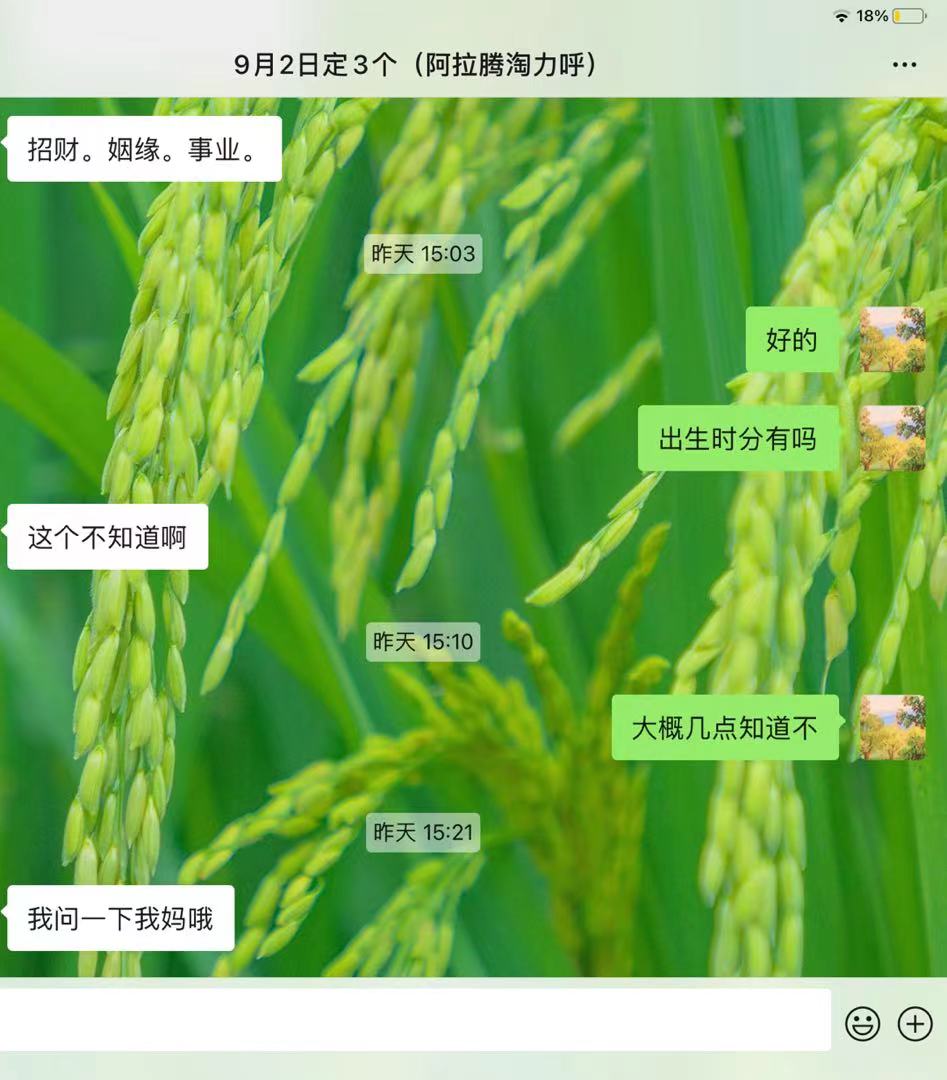 18%
9月2日定3个（阿拉腾淘力呼）
招财。姻缘。事业。
昨天 15:03
好的
出生时分有吗
这个不知道啊
昨天 15:10
大概几点知道不
昨天 15:21
我问一下我妈哦